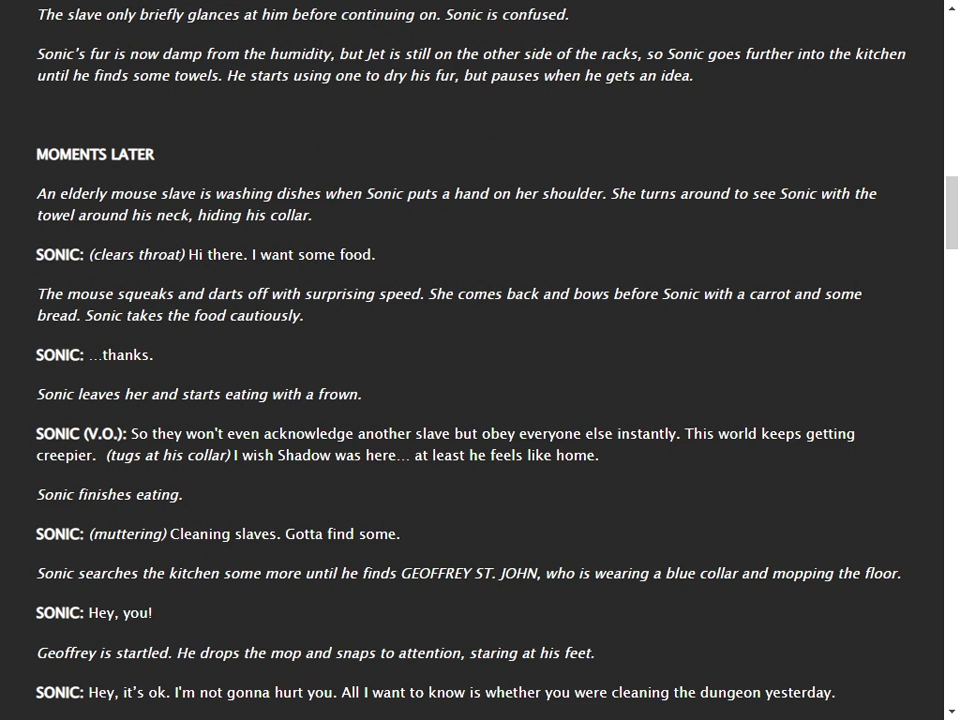 The slave only briefly glances at him before continuing on. Sonic is confused.
Sonic’s fur is now damp from the humidity, but Jet is still on the other side of the racks, so Sonic goes further into the kitchen
until he finds some towels. He starts using one to dry his fur, but pauses when he gets an idea.
MOMENTS LATER
An elderly mouse slave is washing dishes when Sonic puts a hand on her shoulder. She turns around to see Sonic with the
towel around his neck, hiding his collar.
SONIC: (clears throat) Hi there. I want some food.
The mouse squeaks and darts off with surprising speed. She comes back and bows before Sonic with a carrot and some
bread. Sonic takes the food cautiously.
SONIC: …thanks.
Sonic leaves her and starts eating with a frown.
SONIC (V.O.): So they won't even acknowledge another slave but obey everyone else instantly. This world keeps getting
creepier. (tugs at his collar) I wish Shadow was here… at least he feels like home.
Sonic finishes eating.
SONIC: (muttering) Cleaning slaves. Gotta find some.
Sonic searches the kitchen some more until he finds GEOFFREY ST. JOHN, who is wearing a blue collar and mopping the floor.
SONIC: Hey, you!
Geoffrey is startled. He drops the mop and snaps to attention, staring at his feet.
SONIC: Hey, it’s ok. I'm not gonna hurt you. All I want to know is whether you were cleaning the dungeon yesterday.